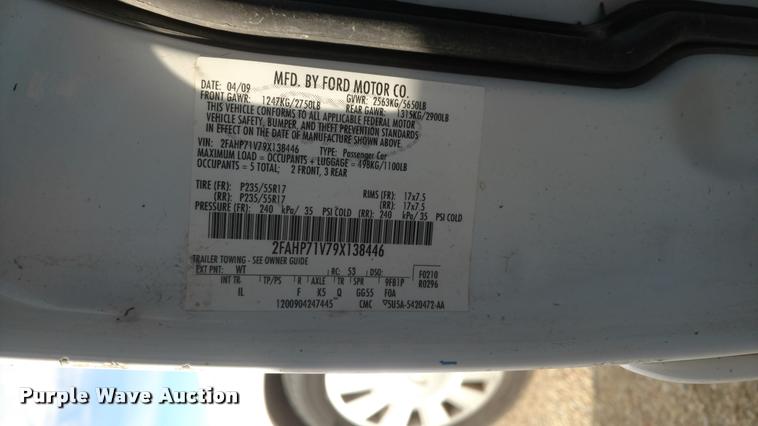 MFD. BY FORD MOTOR CO.
DATE: 04/09 GVWR: 2563KG/5650LB
FRONT GAWR: 1247KG/2750LB REAR GAWR: 1315KG/2900LB
THIS VEHICLE CONFORMS TO ALL APPLICABLE FEDERAL MOTOR
VEHICLE SAFETY, BUMPER, AND THEFT PREVENTION STANDARDS
IN EFFECT ON THE DATE OF MANUFACTURE SHOWN ABOVE.
VIN: 2FAHP71V79X138446 TYPE: Passenger Car
MAXIMUM LOAD = OCCUPANTS + LUGGAGE = 498KG/1100LB
OCCUPANTS = 5 TOTAL; 2 FRONT, 3 REAR
TIRE (FR): P235/55R17 RIMS (FR): 17x7.5
(RR): P235/55R17 (RR): 17x7.5
PRESSURE (FR): 240 kPa/ 35 PSI COLD (RR): 240 kPa/ 35 PSI COLD
2FAHP71V79X138446
TRAILER TOWING - SEE OWNER GUIDE
EXT PNT: WT RC: 53 DSO: F0210
INT TR. TP/PS R AXLE TR SPR 9FB1P R0296
IL F K5 Q GG55 FOA
1200904247445 CMC 5U5A-5420472-AA
Purple Wave Auction